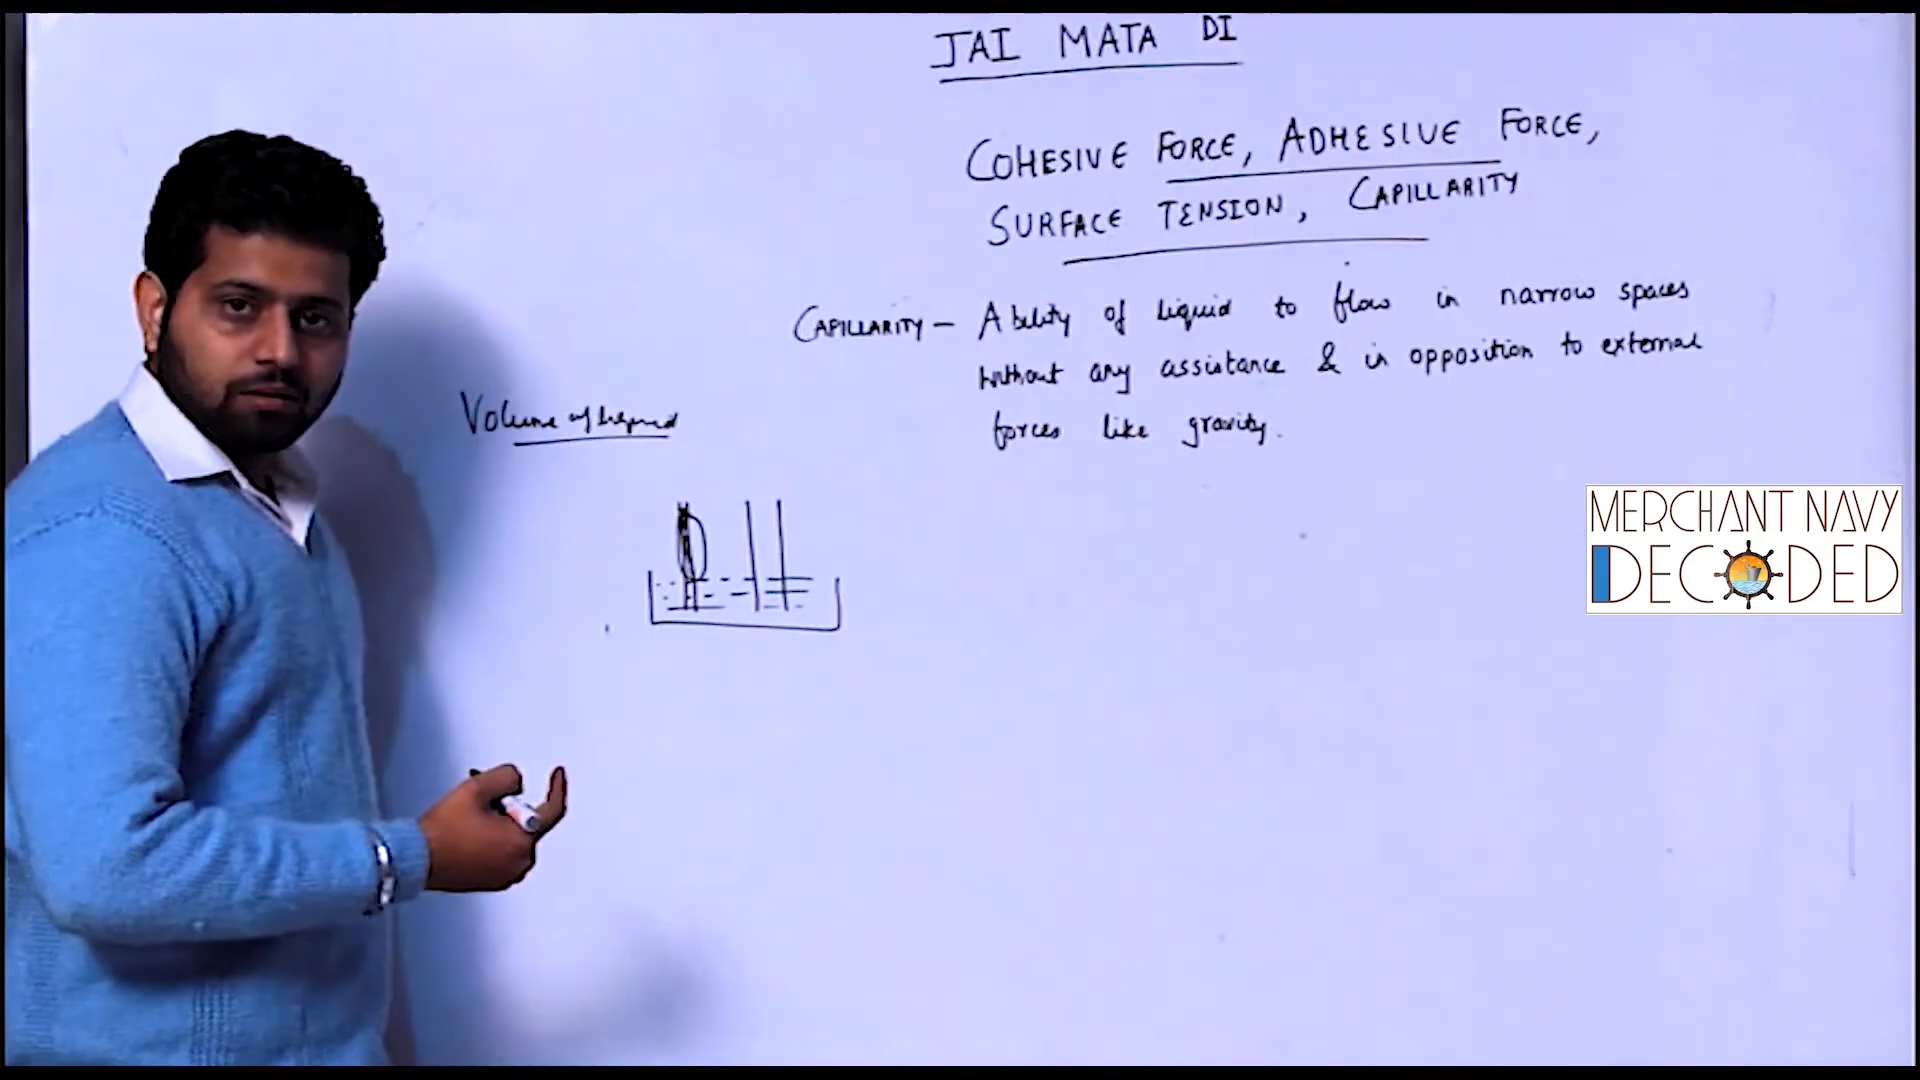 JAI MATA DI
COHESIVE FORCE, ADHESIVE FORCE,
SURFACE TENSION, CAPILLARITY
CAPILLARITY — Ability of liquid to flow in narrow spaces
without any assistance & in opposition to external
forces like gravity.
Volume of liquid
MERCHANT NAVY
DECODED